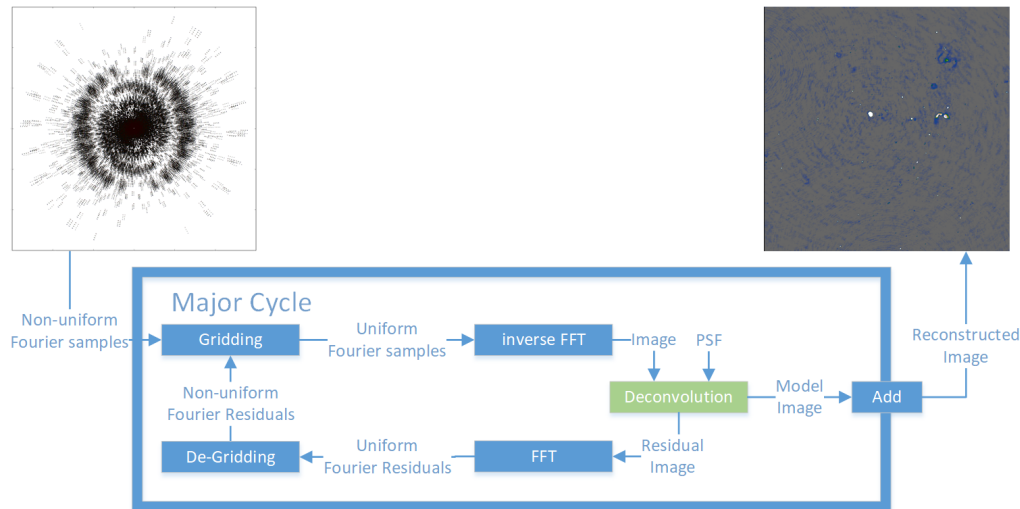 Major Cycle
Non-uniform
Fourier samples
Gridding
Uniform
Fourier samples
inverse FFT
Image
PSF
Reconstructed
Image
Non-uniform
Fourier Residuals
Deconvolution
Model
Image
Add
De-Gridding
Uniform
Fourier Residuals
FFT
Residual
Image